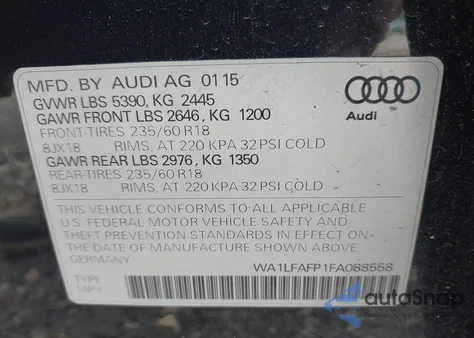 MFD. BY AUDI AG 01 15
GVWR LBS 5390, KG 2445
GAWR FRONT LBS 2646, KG 1200
FRONT-TIRES 235/60 R18
8JX18 RIMS, AT 220 KPA 32 PSI COLD
GAWR REAR LBS 2976, KG 1350
REAR-TIRES 235/60 R18
8JX18 RIMS, AT 220 KPA 32 PSI COLD
Audi
THIS VEHICLE CONFORMS TO ALL APPLICABLE
U.S. FEDERAL MOTOR VEHICLE SAFETY AND
THEFT PREVENTION STANDARDS IN EFFECT ON
THE DATE OF MANUFACTURE SHOWN ABOVE.
GERMANY WA1LFAFP1FA088558
TYPE:
MPV
autoSnap